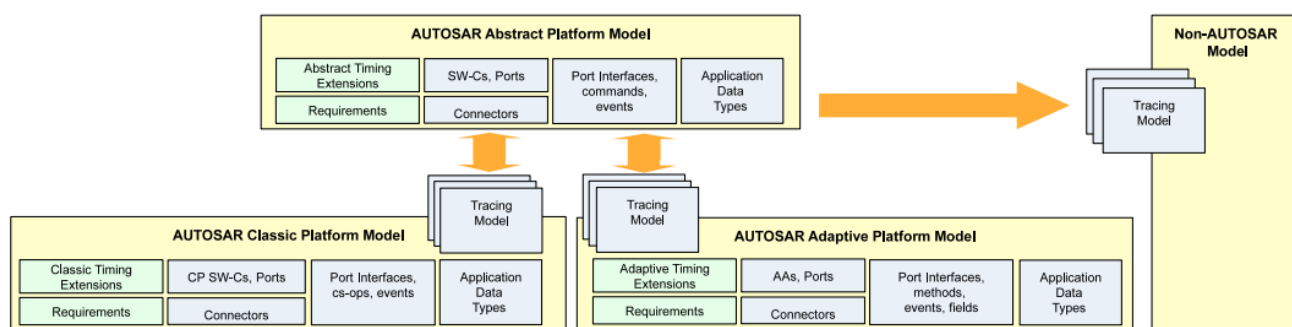 AUTOSAR Abstract Platform Model
Abstract Timing
Extensions
Requirements
SW-Cs, Ports
Connectors
Port Interfaces,
commands,
events
Application
Data
Types
Non-AUTOSAR
Model
Tracing
Model
Tracing
Model
AUTOSAR Classic Platform Model
Classic Timing
Extensions
Requirements
CP SW-Cs, Ports
Connectors
Port Interfaces,
cs-ops, events
Application
Data
Types
Tracing
Model
AUTOSAR Adaptive Platform Model
Adaptive Timing
Extensions
Requirements
AAs, Ports
Connectors
Port Interfaces,
methods,
events, fields
Application
Data
Types